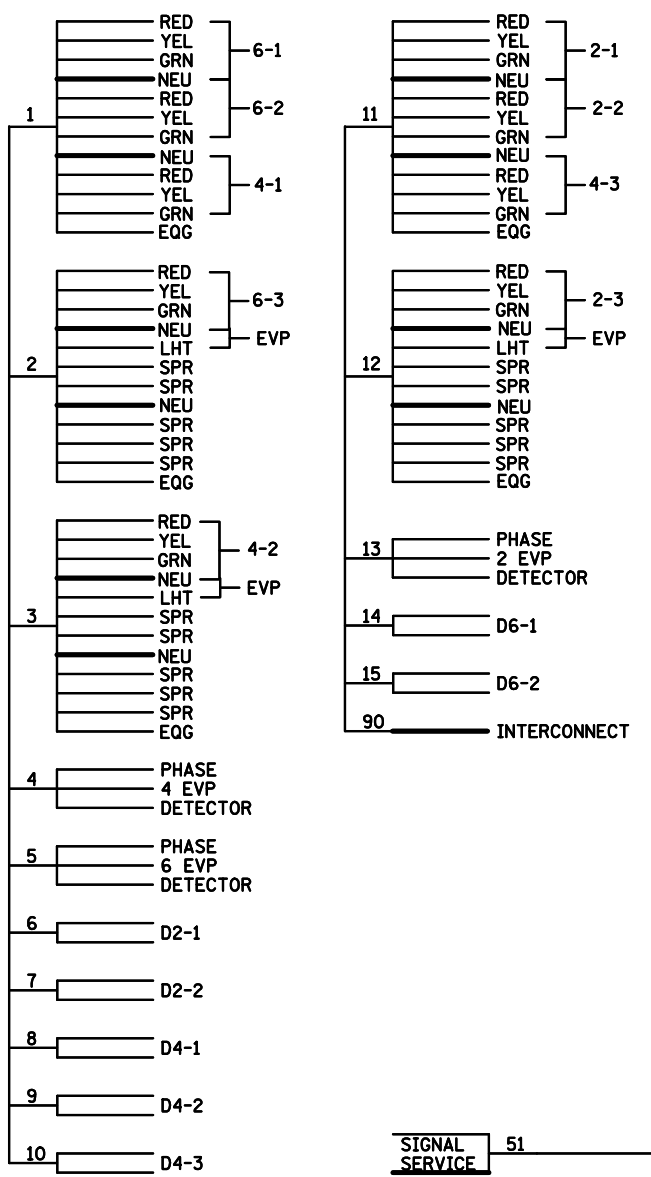 1
RED
YEL
GRN
NEU
RED
YEL
GRN
NEU
RED
YEL
GRN
EQG
6-1
6-2
4-1
2
RED
YEL
GRN
NEU
LHT
SPR
SPR
NEU
SPR
SPR
SPR
EQG
6-3
EVP
3
RED
YEL
GRN
NEU
LHT
SPR
SPR
NEU
SPR
SPR
SPR
EQG
4-2
EVP
4
PHASE
4 EVP
DETECTOR
5
PHASE
6 EVP
DETECTOR
6
D2-1
7
D2-2
8
D4-1
9
D4-2
10
D4-3
11
RED
YEL
GRN
NEU
RED
YEL
GRN
NEU
RED
YEL
GRN
EQG
2-1
2-2
4-3
12
RED
YEL
GRN
NEU
LHT
SPR
SPR
NEU
SPR
SPR
SPR
EQG
2-3
EVP
13
PHASE
2 EVP
DETECTOR
14
D6-1
15
D6-2
90
INTERCONNECT
SIGNAL
SERVICE
51